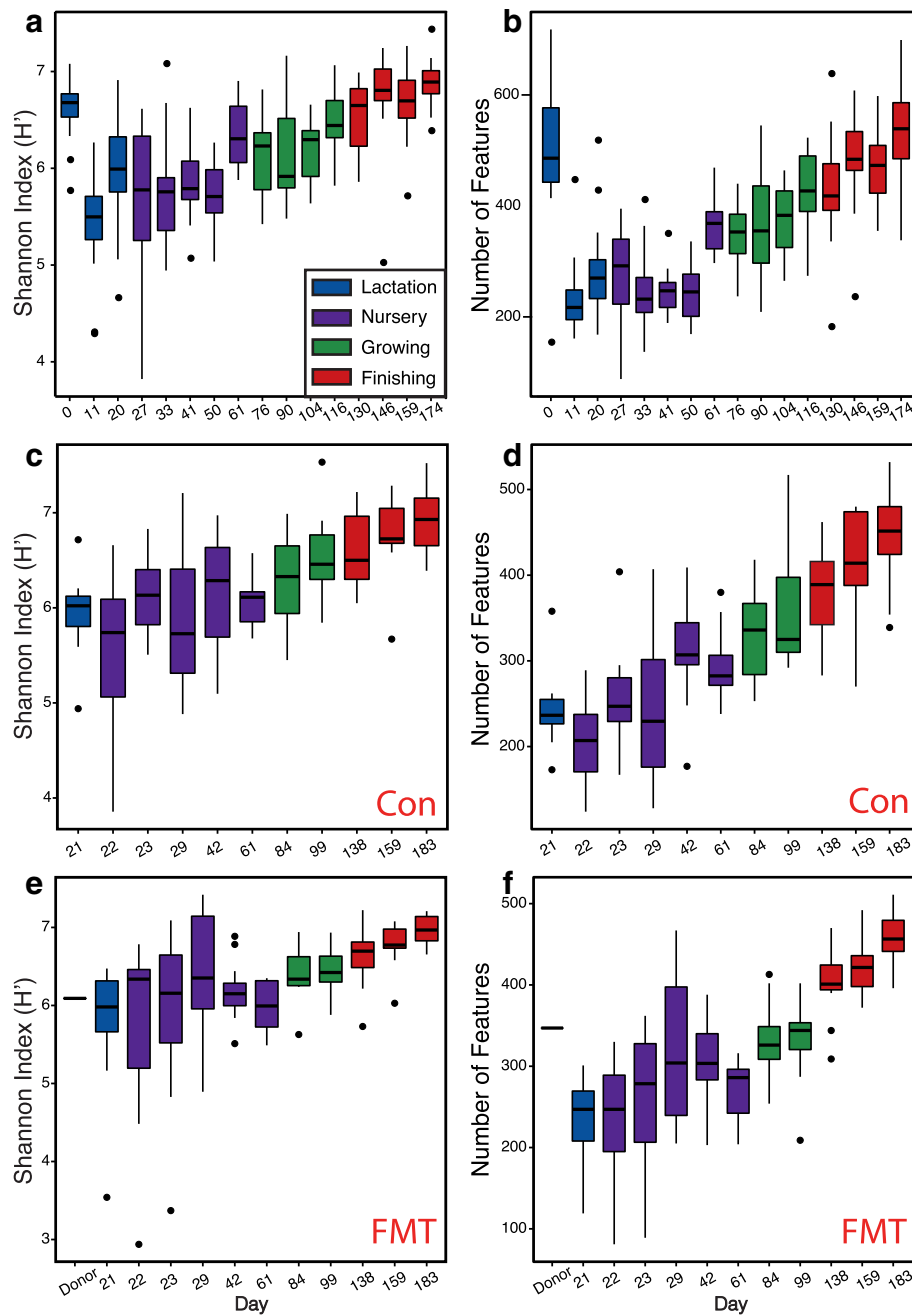 a
Shannon Index (H')
7
6
5
4
Lactation
Nursery
Growing
Finishing
0 11 20 27 33 41 50 61 76 90 104 116 130 146 159 174
b
Number of Features
600
400
200
0 11 20 27 33 41 50 61 76 90 104 116 130 146 159 174
c
Shannon Index (H')
7
6
5
4
Con
21 22 23 29 42 61 84 99 138 159 183
d
Number of Features
500
400
300
200
Con
21 22 23 29 42 61 84 99 138 159 183
e
Shannon Index (H')
7
6
5
4
3
FMT
Donor 21 22 23 29 42 61 84 99 138 159 183
Day
f
Number of Features
500
400
300
200
100
FMT
Donor 21 22 23 29 42 61 84 99 138 159 183
Day